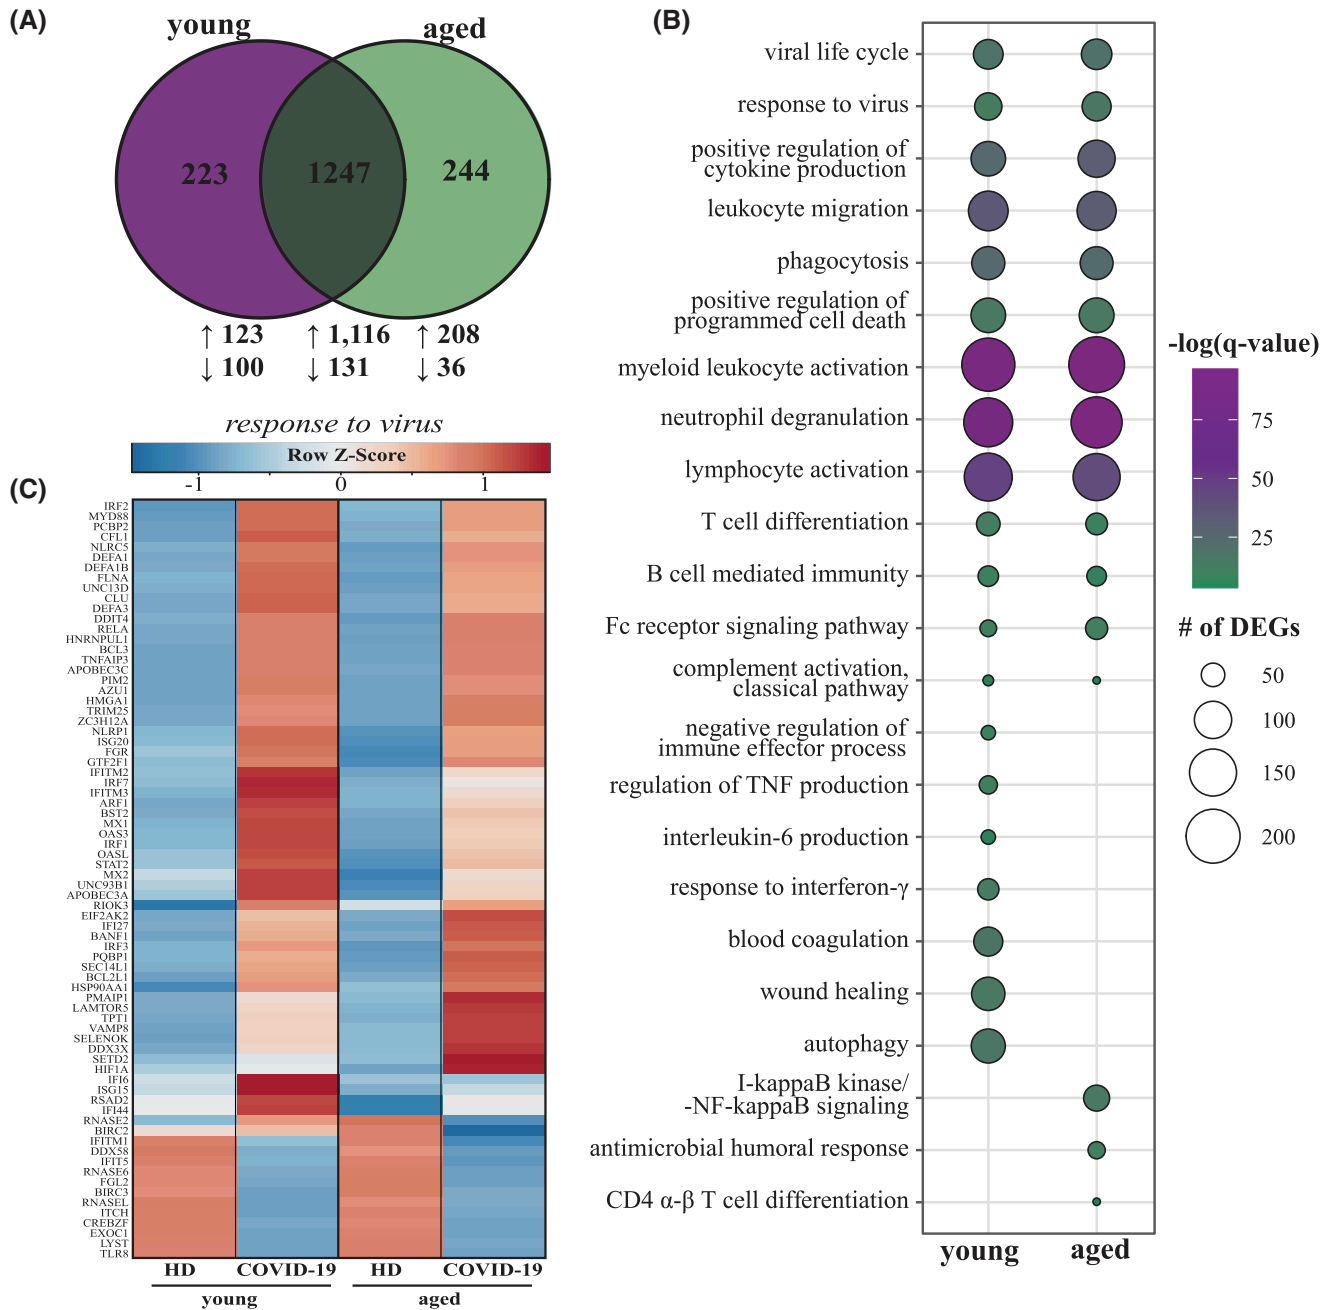 (A)
young
aged
223
1247
244
↑ 123
↑ 1,116
↑ 208
↓ 100
↓ 131
↓ 36
(B)
viral life cycle
response to virus
positive regulation of
cytokine production
leukocyte migration
phagocytosis
positive regulation of
programmed cell death
myeloid leukocyte activation
neutrophil degranulation
lymphocyte activation
T cell differentiation
B cell mediated immunity
Fc receptor signaling pathway
complement activation,
classical pathway
negative regulation of
immune effector process
regulation of TNF production
interleukin-6 production
response to interferon-γ
blood coagulation
wound healing
autophagy
I-kappaB kinase/
-NF-kappaB signaling
antimicrobial humoral response
CD4 α-β T cell differentiation
young
aged
-log(q-value)
75
50
25
# of DEGs
50
100
150
200
(C)
response to virus
Row Z-Score
-1
0
1
IRF2
MYD88
PCBP2
CFL1
NLRC5
DEFA1
DEFA1B
FLNA
UNC13D
CLU
DEFA3
DDIT4
RELA
HNRNPUL1
BCL3
TNFAIP3
APOBEC3C
PIM2
AZU1
HMGA1
TRIM25
ZC3H12A
NLRP1
ISG20
FGR
GTF2F1
IFITM2
IRF7
IFITM3
ARF1
BST2
MX1
OAS3
IRF1
OASL
STAT2
MX2
UNC93B1
APOBEC3A
RIOK3
EIF2AK2
IFI27
BANF1
IRF3
PQBP1
SEC14L1
BCL2L1
HSP90AA1
PMAIP1
LAMTOR5
TPT1
VAMP8
SELENOK
DDX3X
SETD2
HIF1A
IFI6
ISG15
RSAD2
IFI44
RNASE2
BIRC2
IFITM1
DDX58
IFIT5
RNASE6
FGL2
BIRC3
RNASEL
ITCH
CREBZF
EXOC1
LYST
TLR8
HD
COVID-19
HD
COVID-19
young
aged